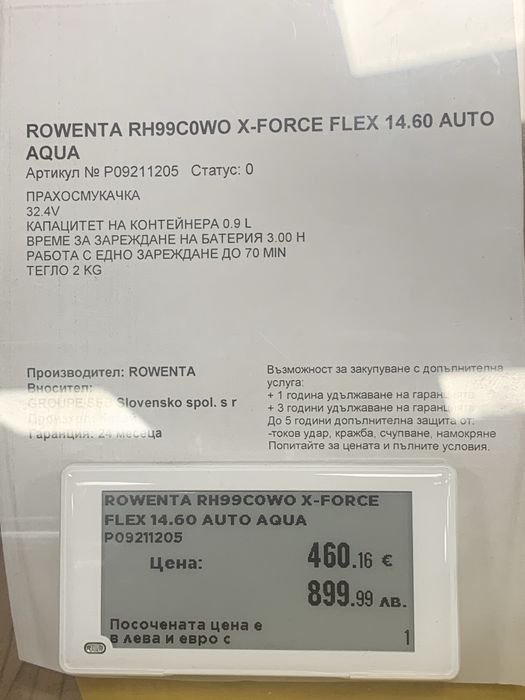 ROWENTA RH99C0WO X-FORCE FLEX 14.60 AUTO
AQUA
Артикул № P09211205 Статус: 0
ПРАХОСМУКАЧКА
32.4V
КАПАЦИТЕТ НА КОНТЕЙНЕРА 0.9 L
ВРЕМЕ ЗА ЗАРЕЖДАНЕ НА БАТЕРИЯ 3.00 H
РАБОТА С ЕДНО ЗАРЕЖДАНЕ ДО 70 MIN
ТЕГЛО 2 KG
Производител: ROWENTA
Вносител:
Slovensko spol. s r
Гаранция: 24 месеца
Възможност за закупуване с допълнителна
услуга:
+ 1 година удължаване на гаранцията
+ 3 години удължаване на гаранцията
До 5 години допълнителна защита от:
-токов удар, кражба, счупване, намокряне
Попитайте за цената и пълните условия.
ROWENTA RH99C0WO X-FORCE
FLEX 14.60 AUTO AQUA
P09211205
Цена: 460.16 €
899.99 лв.
Посочената цена е
в лева и евро с 1